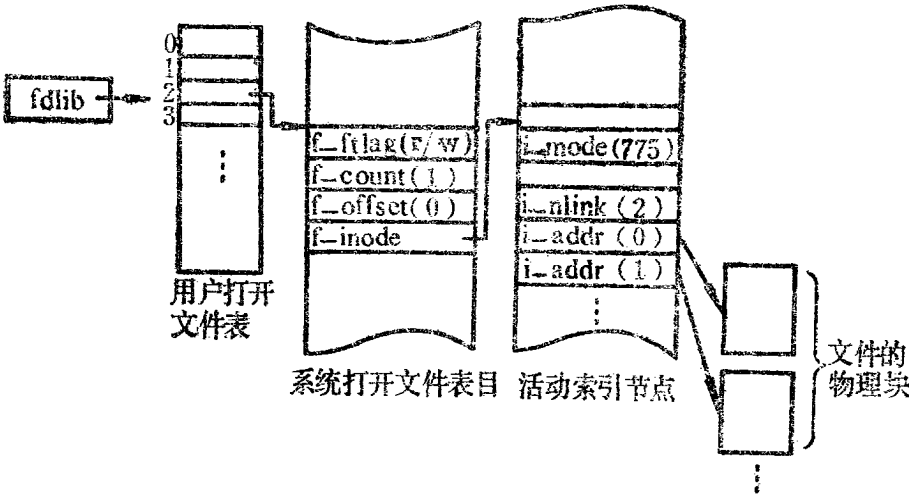 0
1
2
3
fdlib
f_ftlag(r/w)
f_count(1)
f_offset(0)
f_inode
i_mode(775)
i_nlink(2)
i_addr(0)
i_addr(1)
用户打开
文件表
系统打开文件表目
活动索引节点
文件的
物理块